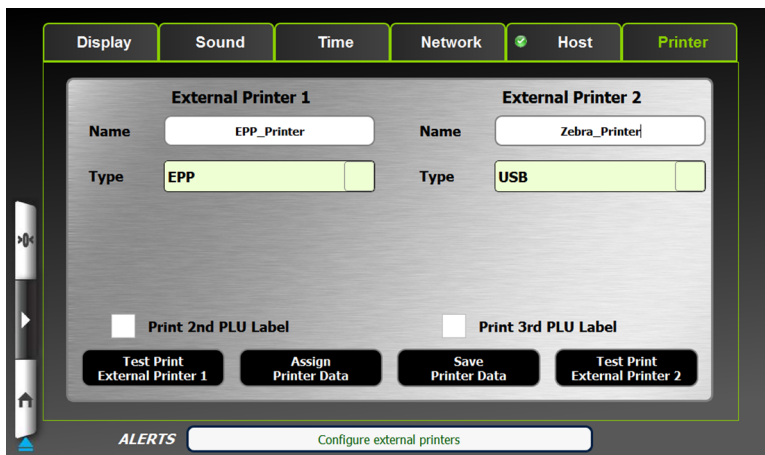 Display Sound Time Network Host Printer
External Printer 1 External Printer 2
Name EPP_Printer Name Zebra_Printer
Type EPP Type USB
>0<
Print 2nd PLU Label Print 3rd PLU Label
Test Print Assign Save Test Print
External Printer 1 Printer Data Printer Data External Printer 2
ALERTS Configure external printers